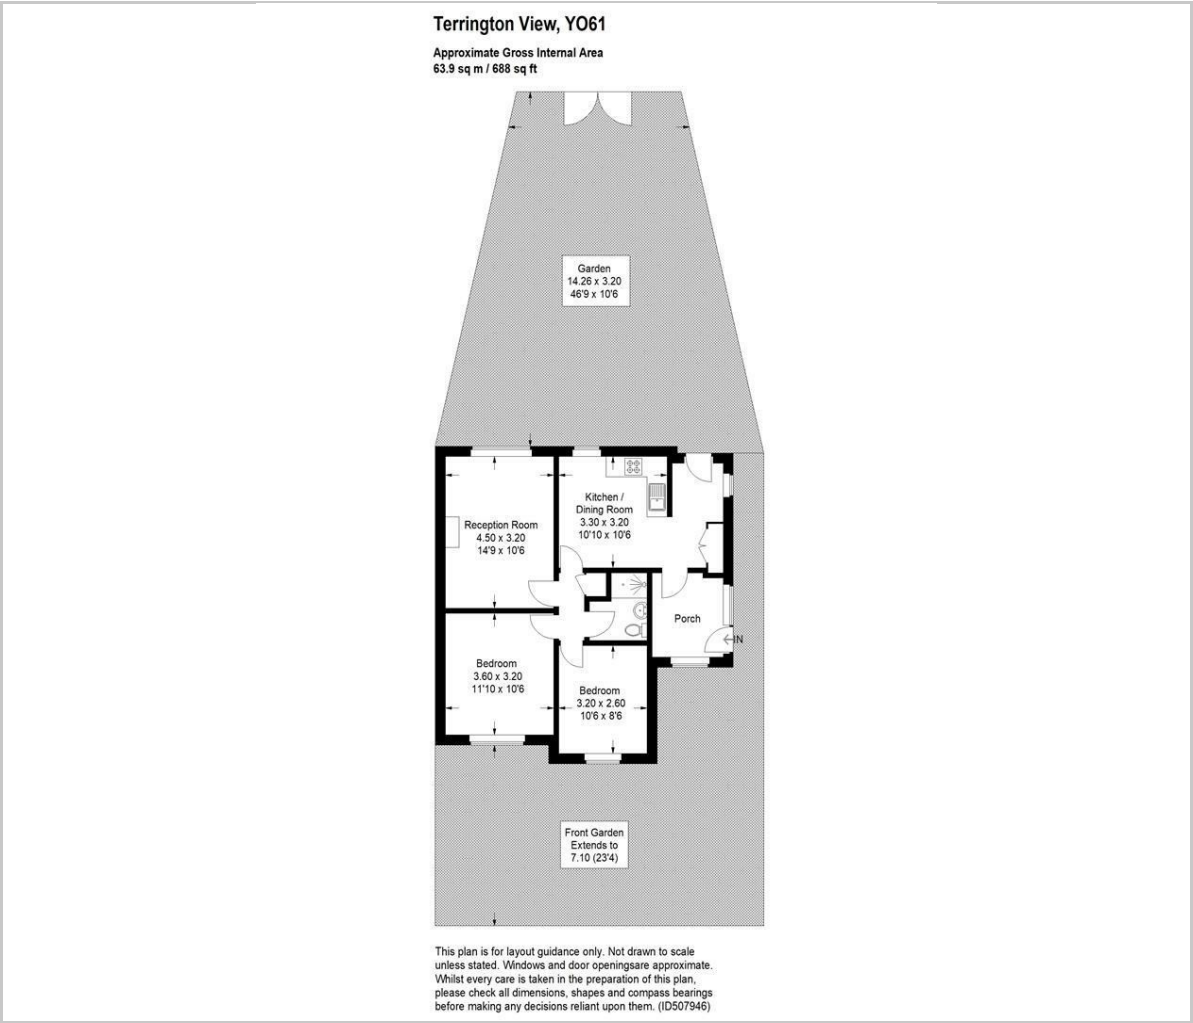 Terrington View, YO61
Approximate Gross Internal Area
63.9 sq m / 688 sq ft
Garden
14.26 x 3.20
46'9 x 10'6
Kitchen /
Dining Room
3.30 x 3.20
10'10 x 10'6
Reception Room
4.50 x 3.20
14'9 x 10'6
Porch
IN
Bedroom
3.60 x 3.20
11'10 x 10'6
Bedroom
3.20 x 2.60
10'6 x 8'6
Front Garden
Extends to
7.10 (23'4)
This plan is for layout guidance only. Not drawn to scale
unless stated. Windows and door openingsare approximate.
Whilst every care is taken in the preparation of this plan,
please check all dimensions, shapes and compass bearings
before making any decisions reliant upon them. (ID507946)